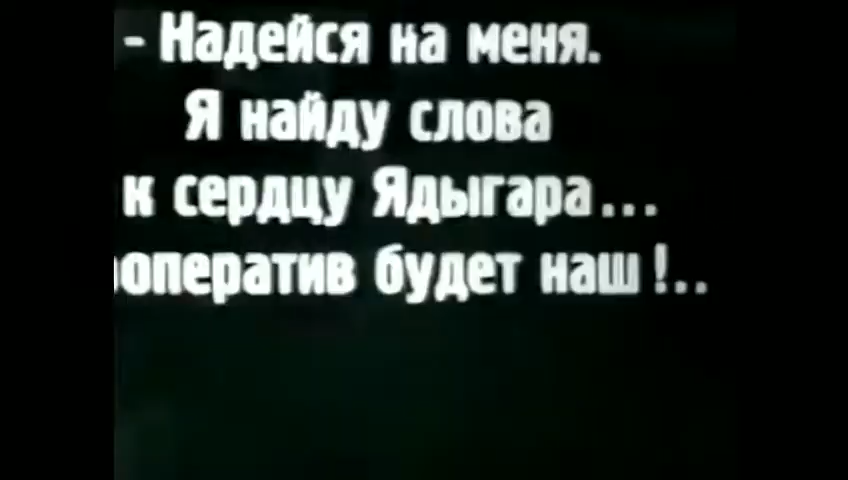 - Надейся на меня.
Я найду слова
к сердцу Ядыгара...
оператив будет наш!..